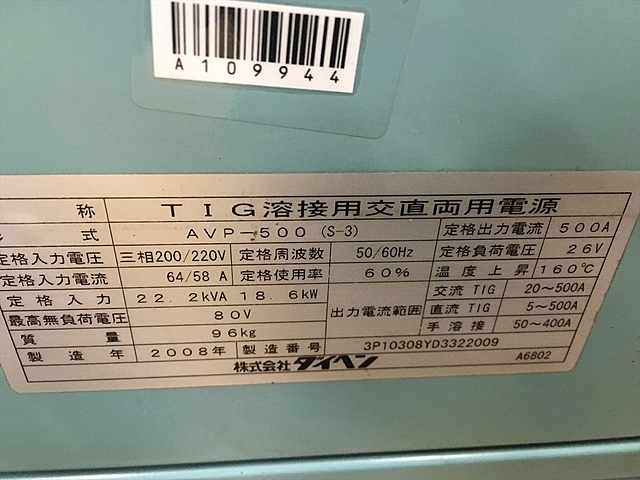 A109944
称 TIG溶接用交直両用電源
形式 AVP-500 (S-3) 定格出力電流 500A
定格入力電圧 三相200/220V 定格周波数 50/60Hz 定格負荷電圧 26V
定格入力電流 64/58 A 定格使用率 60% 温度上昇 160℃
定格入力 22.2kVA 18.6kW 出力電流範囲 交流TIG 20~500A
最高無負荷電圧 80V 直流TIG 5~500A
質量 96kg 手溶接 50~400A
製造年 2008年 製造番号 3P10308YD3322009
株式会社ダイヘン A6802